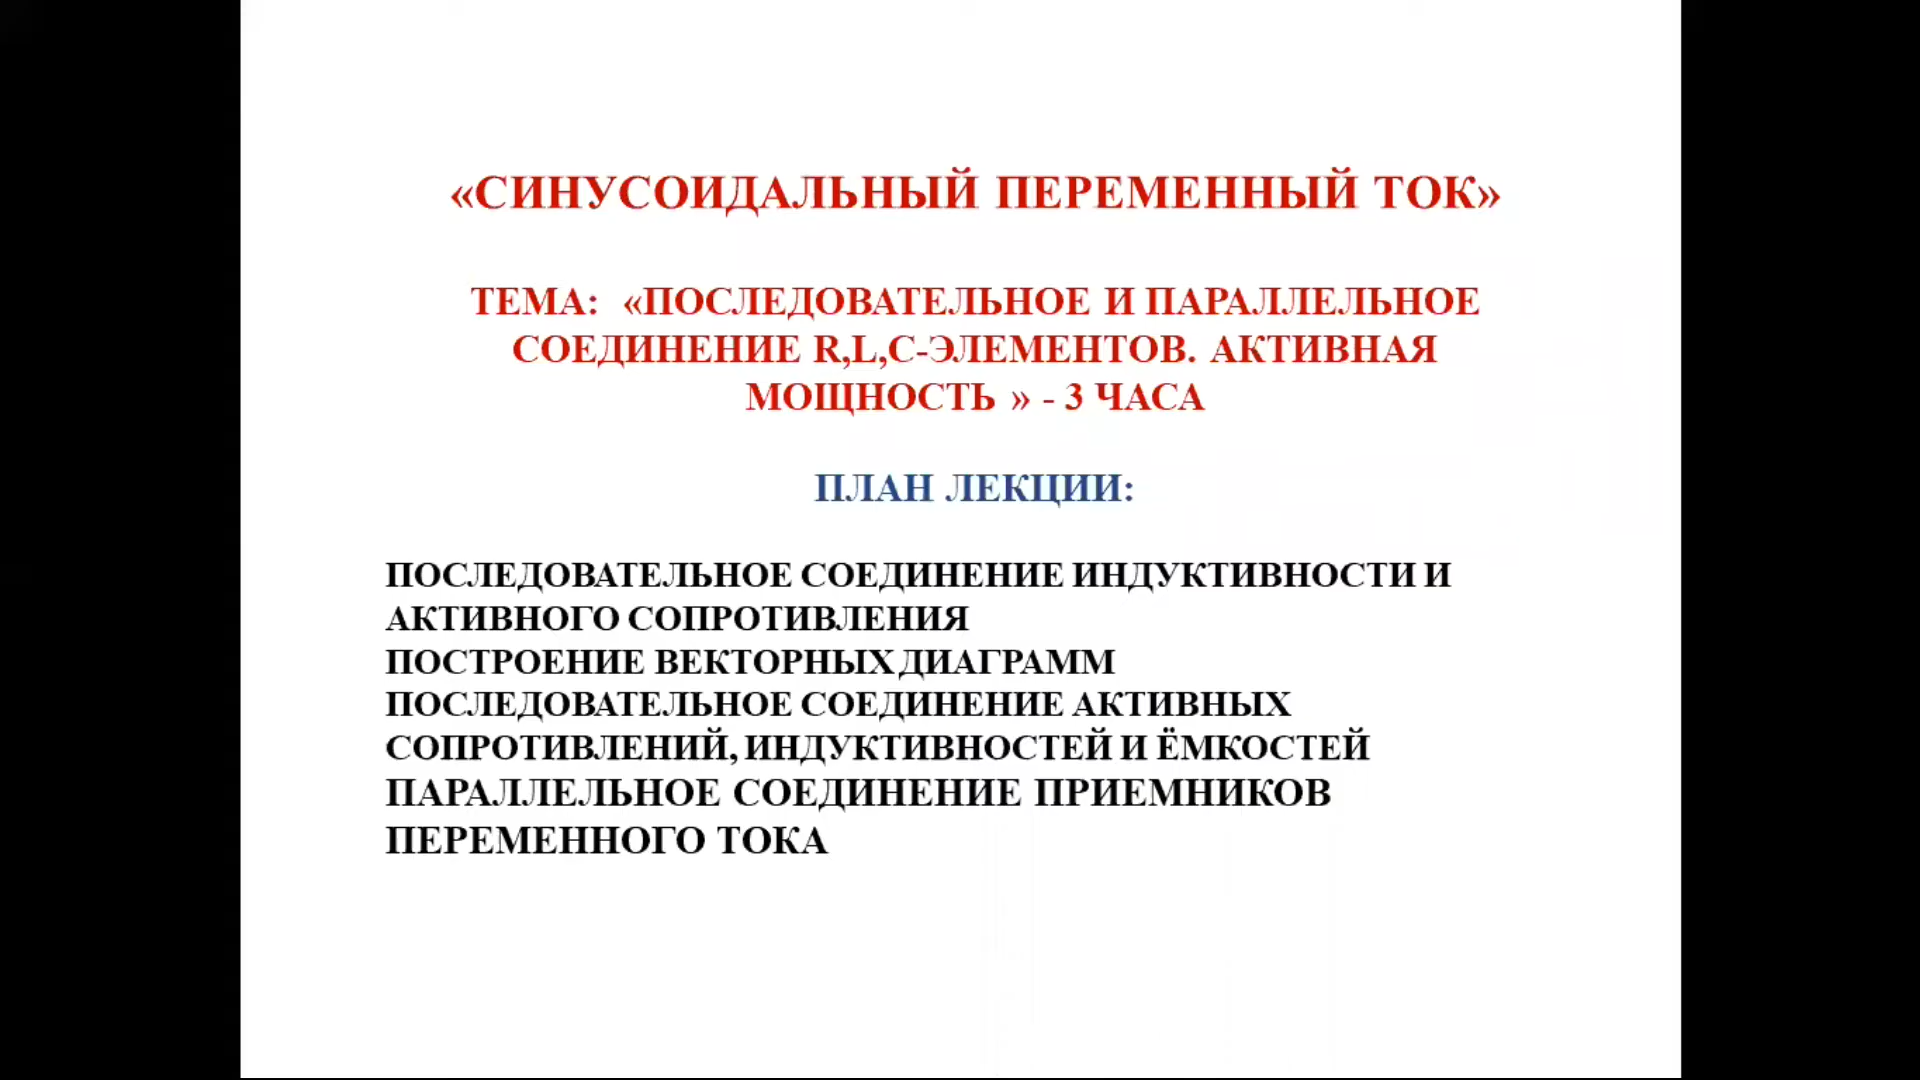 «СИНУСОИДАЛЬНЫЙ ПЕРЕМЕННЫЙ ТОК»
ТЕМА: «ПОСЛЕДОВАТЕЛЬНОЕ И ПАРАЛЛЕЛЬНОЕ
СОЕДИНЕНИЕ R,L,C-ЭЛЕМЕНТОВ. АКТИВНАЯ
МОЩНОСТЬ » - 3 ЧАСА
ПЛАН ЛЕКЦИИ:
ПОСЛЕДОВАТЕЛЬНОЕ СОЕДИНЕНИЕ ИНДУКТИВНОСТИ И
АКТИВНОГО СОПРОТИВЛЕНИЯ
ПОСТРОЕНИЕ ВЕКТОРНЫХ ДИАГРАММ
ПОСЛЕДОВАТЕЛЬНОЕ СОЕДИНЕНИЕ АКТИВНЫХ
СОПРОТИВЛЕНИЙ, ИНДУКТИВНОСТЕЙ И ЁМКОСТЕЙ
ПАРАЛЛЕЛЬНОЕ СОЕДИНЕНИЕ ПРИЕМНИКОВ
ПЕРЕМЕННОГО ТОКА